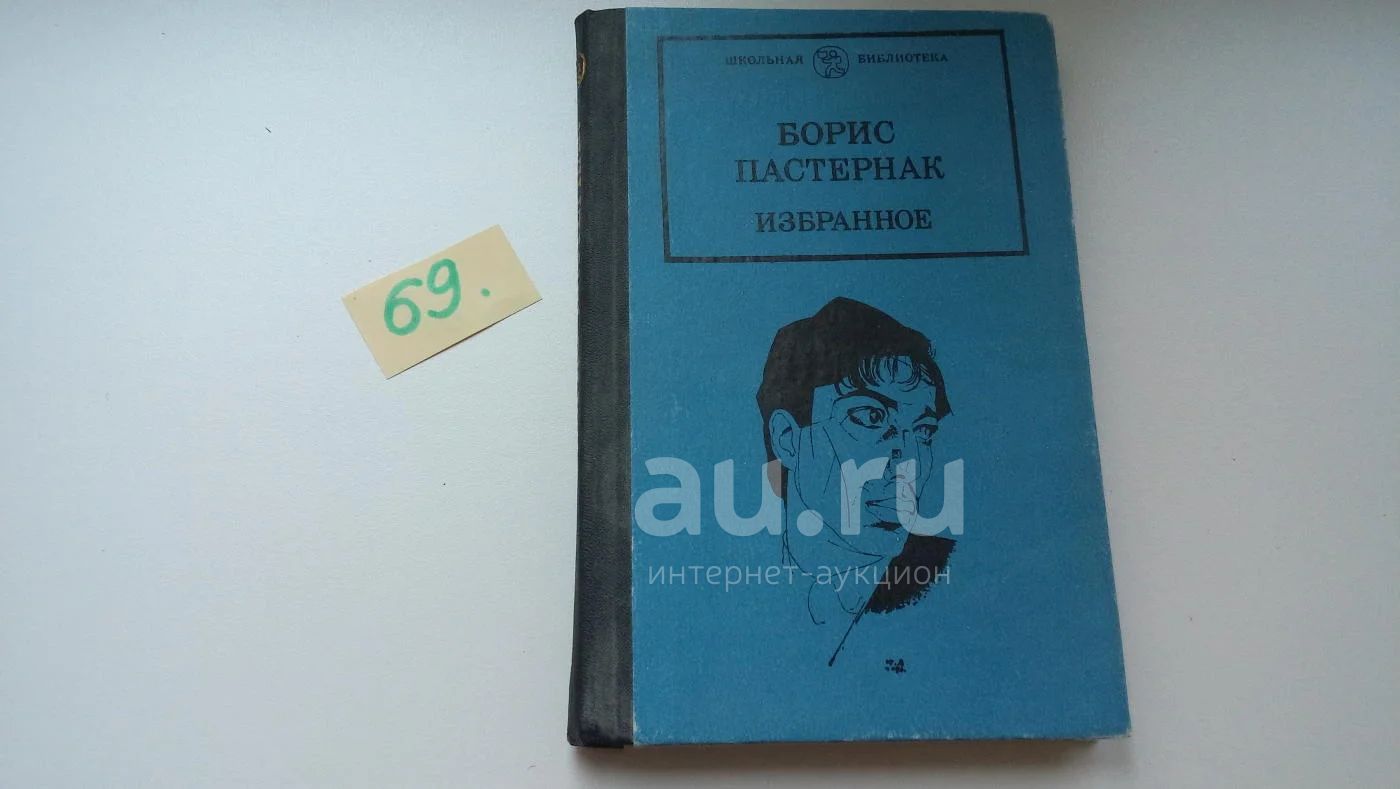 ШКОЛЬНАЯ БИБЛИОТЕКА
БОРИС
ПАСТЕРНАК
ИЗБРАННОЕ
69.
au.ru
интернет-аукцион